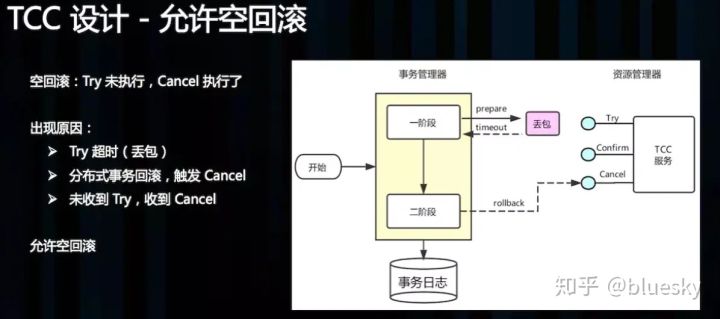 TCC 设计 - 允许空回滚
空回滚：Try 未执行，Cancel 执行了
出现原因：
Try 超时（丢包）
分布式事务回滚，触发 Cancel
未收到 Try，收到 Cancel
允许空回滚
事务管理器
资源管理器
开始
一阶段
prepare
timeout
丢包
Try
Confirm
Cancel
TCC
服务
二阶段
rollback
事务日志
知乎 @bluesky